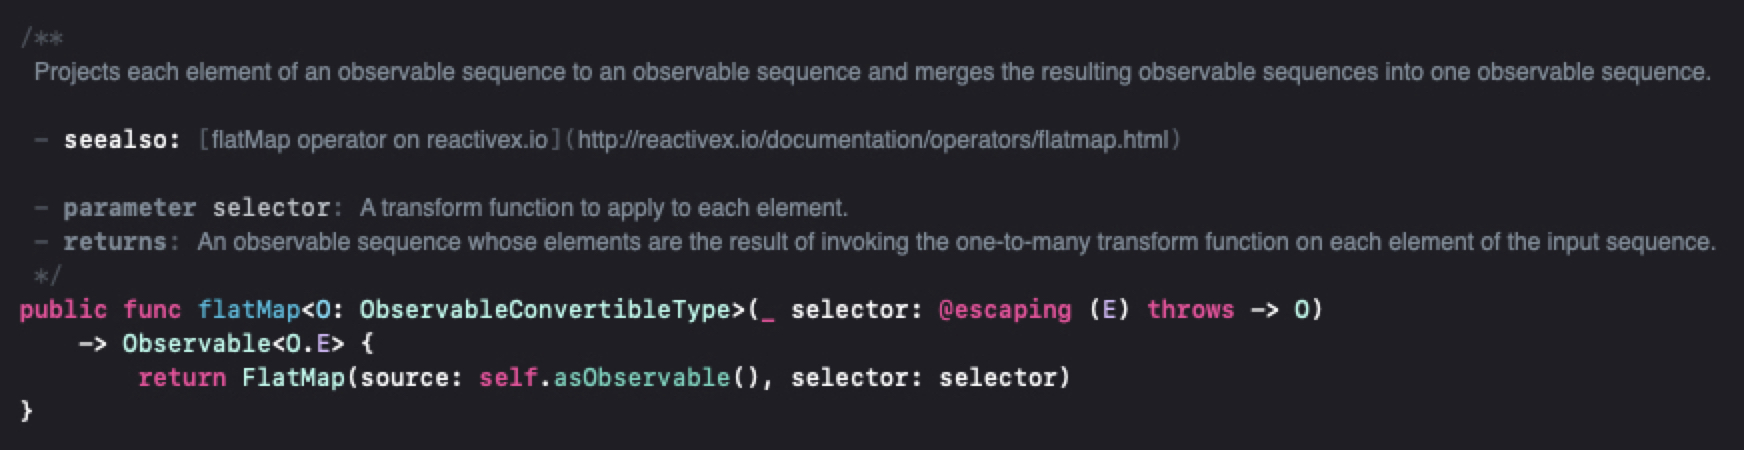 /**
Projects each element of an observable sequence to an observable sequence and merges the resulting observable sequences into one observable sequence.
- seealso: [flatMap operator on reactivex.io](http://reactivex.io/documentation/operators/flatmap.html)
- parameter selector: A transform function to apply to each element.
- returns: An observable sequence whose elements are the result of invoking the one-to-many transform function on each element of the input sequence.
*/
public func flatMap<O: ObservableConvertibleType>(_ selector: @escaping (E) throws -> O)
-> Observable<O.E> {
return FlatMap(source: self.asObservable(), selector: selector)
}